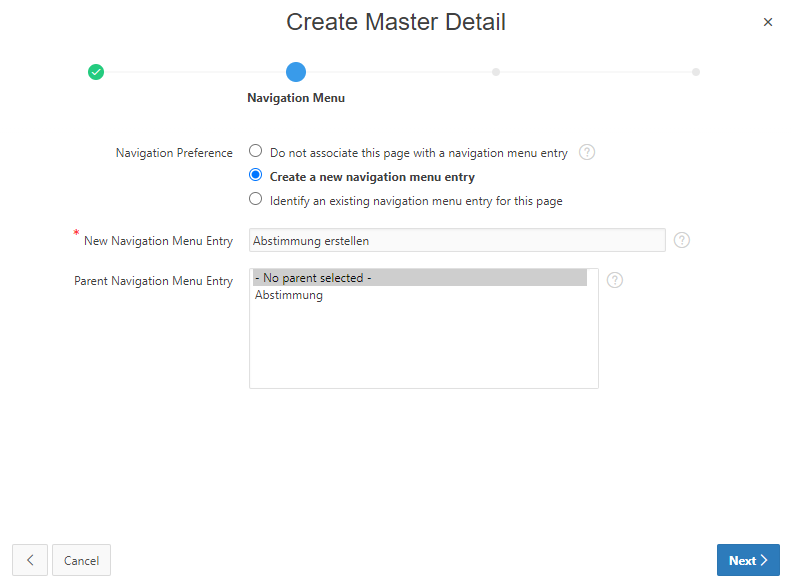 Create Master Detail
Navigation Menu
Navigation Preference
Do not associate this page with a navigation menu entry
Create a new navigation menu entry
Identify an existing navigation menu entry for this page
* New Navigation Menu Entry
Abstimmung erstellen
Parent Navigation Menu Entry
- No parent selected -
Abstimmung
Cancel
Next